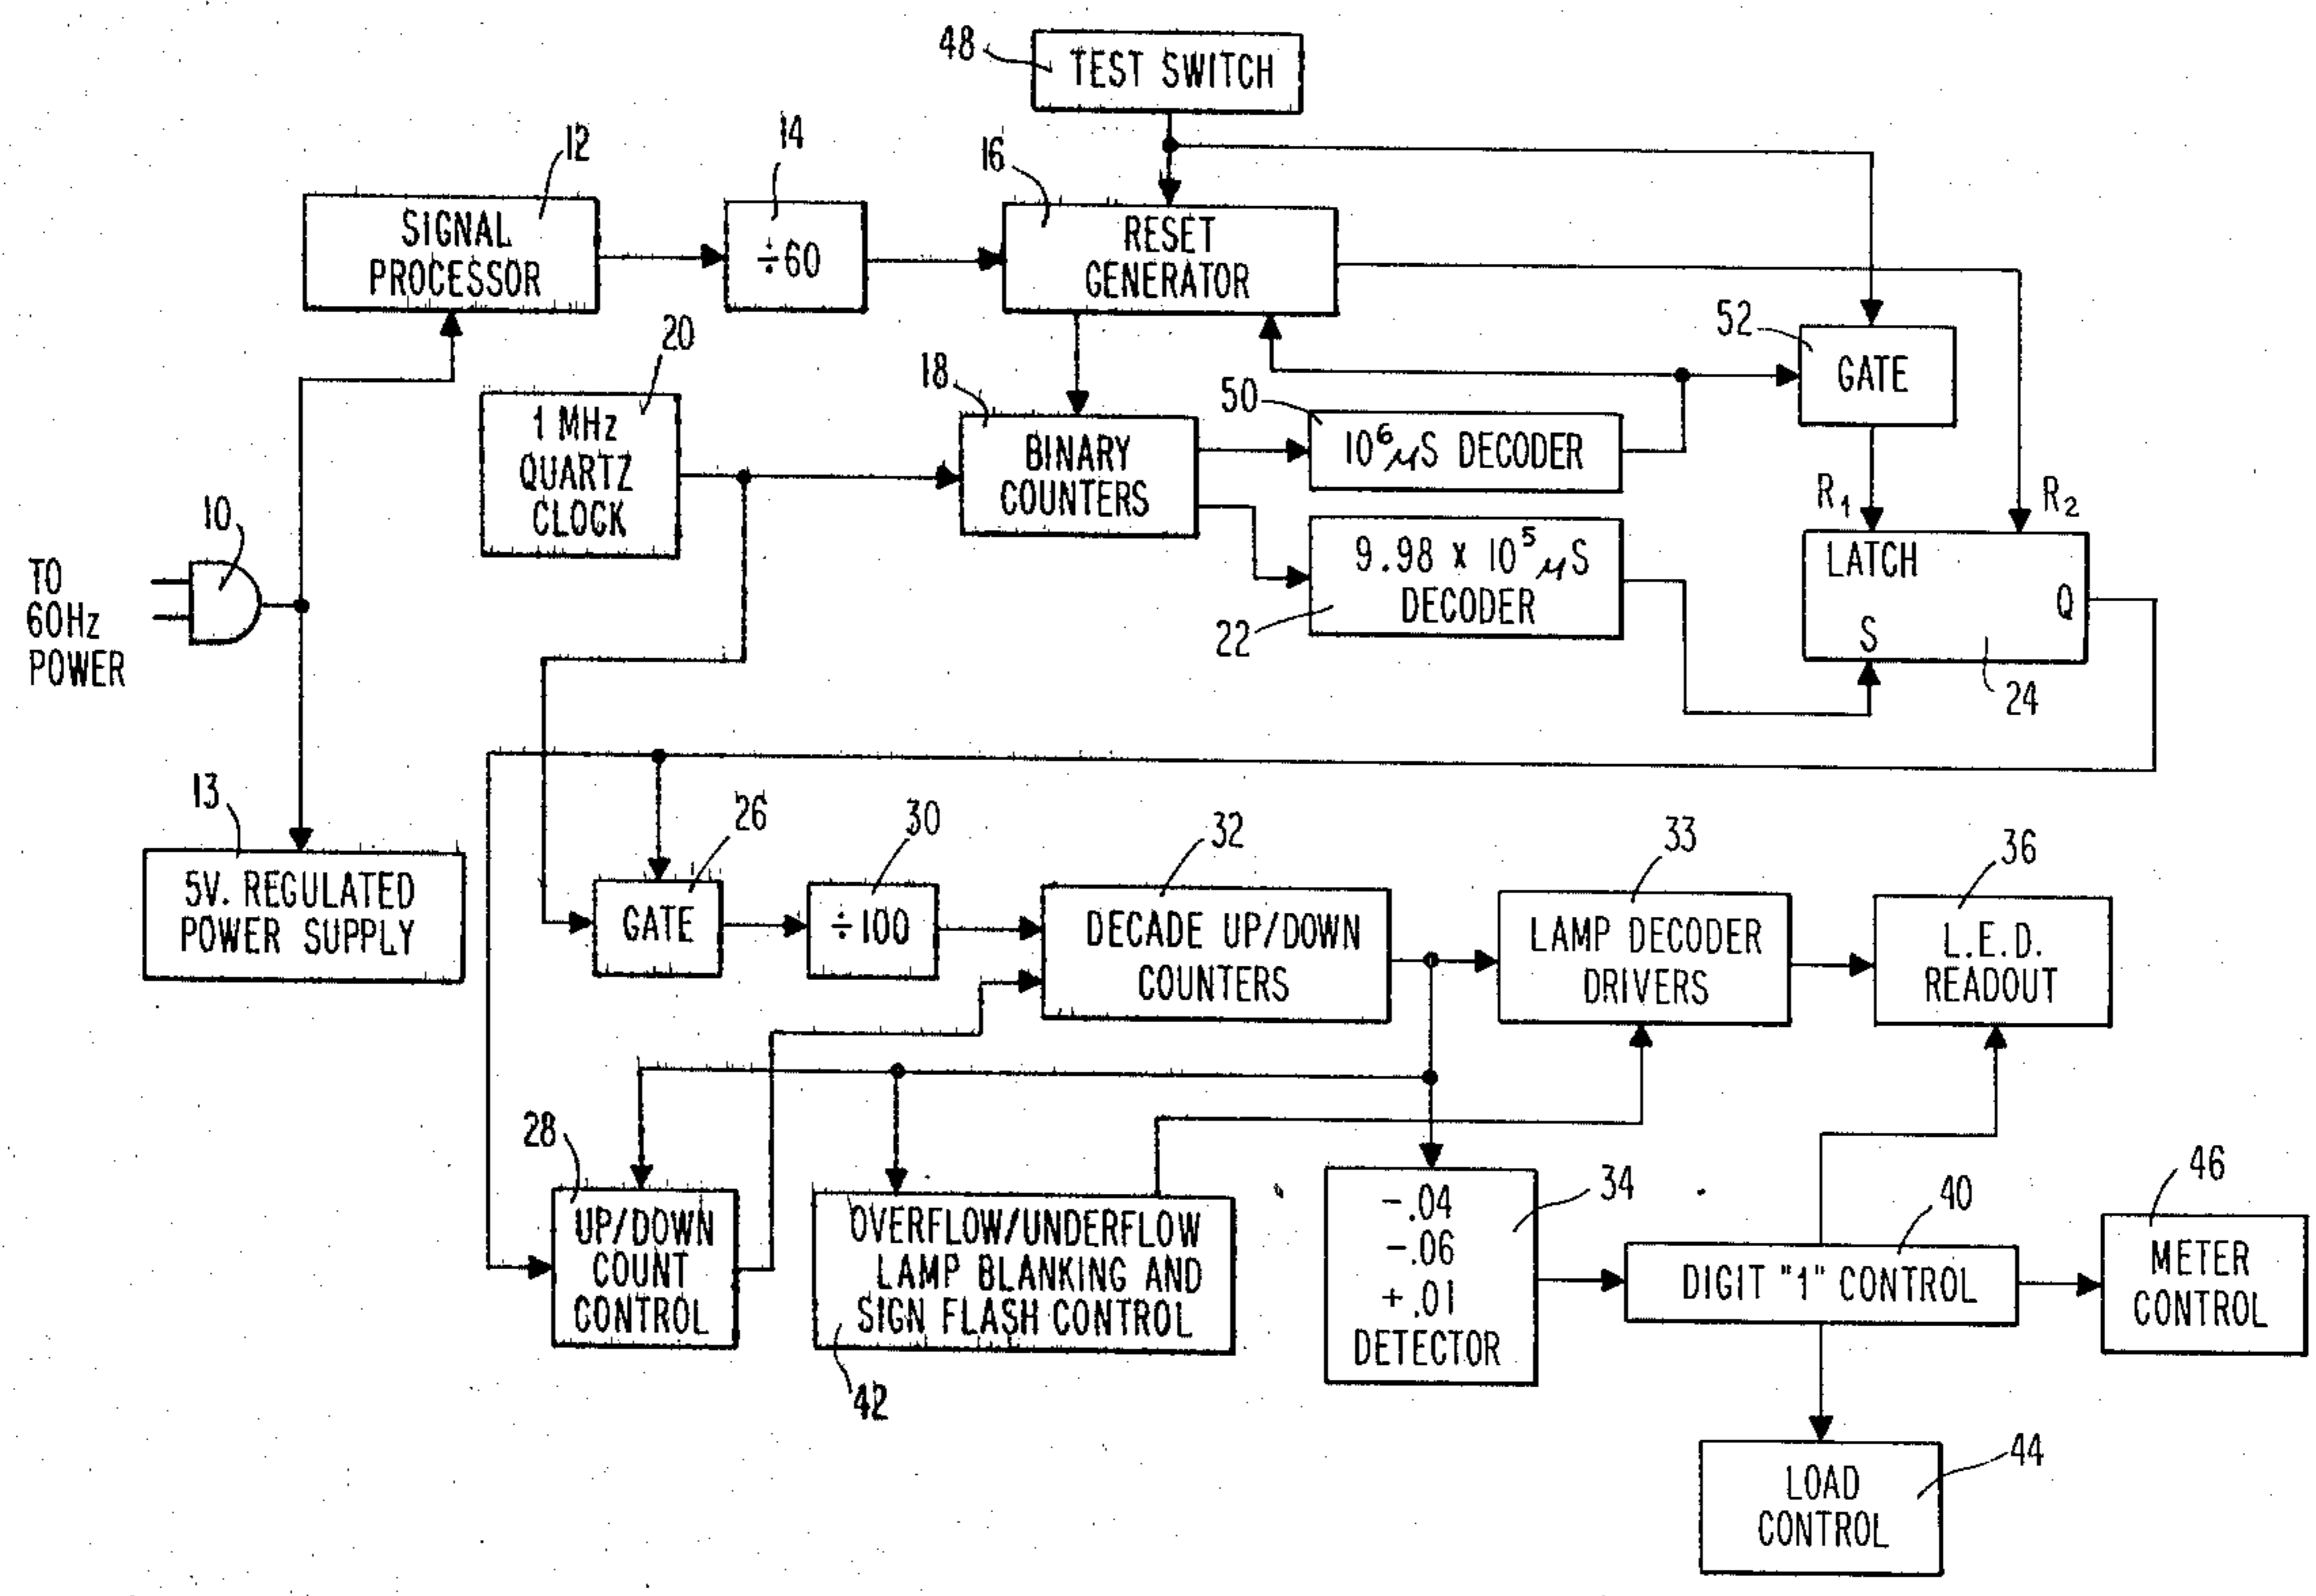 48
TEST SWITCH
12
14
16
SIGNAL
PROCESSOR
÷60
RESET
GENERATOR
20
1 MHz
QUARTZ
CLOCK
18
BINARY
COUNTERS
50
10⁶ μS DECODER
52
GATE
9.98 x 10⁵ μS
DECODER
22
R₁
R₂
LATCH
Q
S
24
10
TO
60Hz
POWER
13
5V. REGULATED
POWER SUPPLY
26
GATE
30
÷100
32
DECADE UP/DOWN
COUNTERS
33
LAMP DECODER
DRIVERS
36
L.E.D.
READOUT
28
UP/DOWN
COUNT
CONTROL
OVERFLOW/UNDERFLOW
LAMP BLANKING AND
SIGN FLASH CONTROL
42
-.04
-.06
+.01
DETECTOR
34
40
DIGIT "1" CONTROL
46
METER
CONTROL
44
LOAD
CONTROL